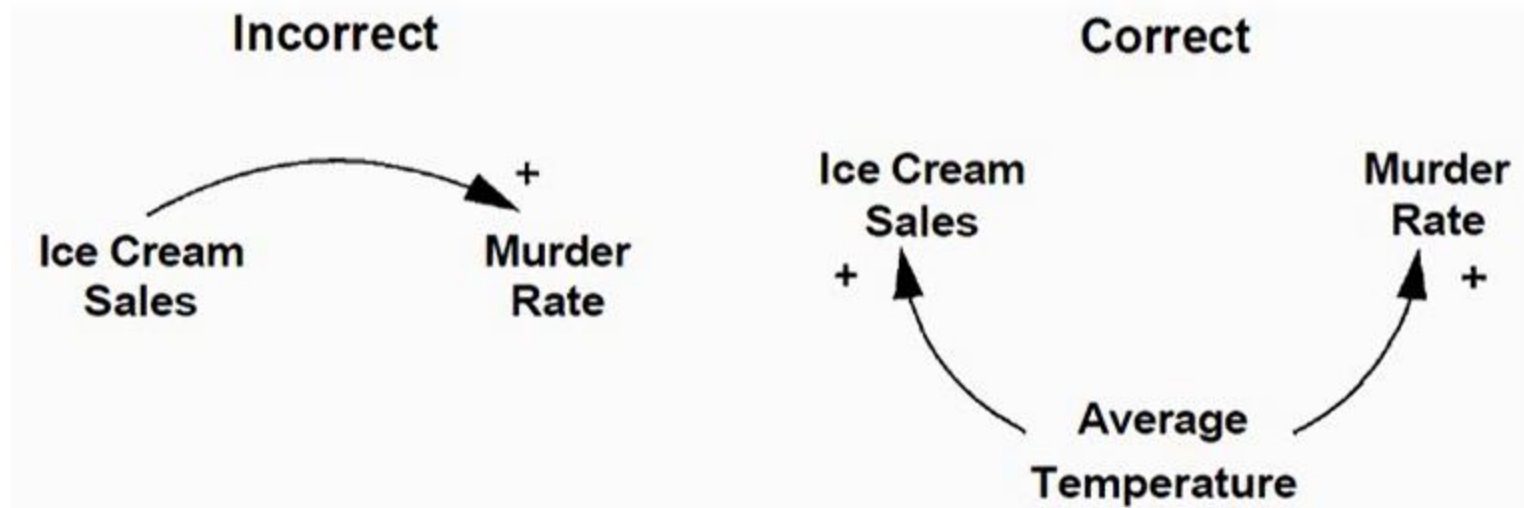 Incorrect
+
Ice Cream
Sales
Murder
Rate
Correct
Ice Cream
Sales
+
Murder
Rate
+
Average
Temperature